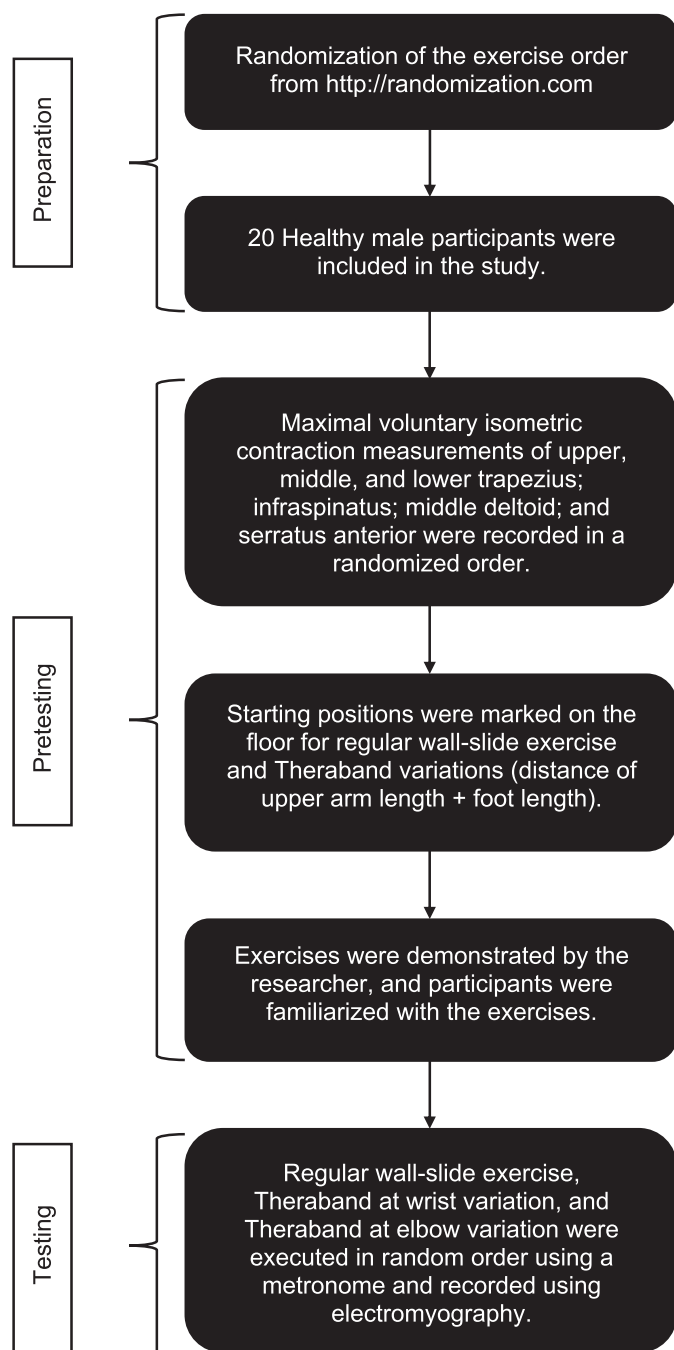 Preparation
Randomization of the exercise order
from http://randomization.com
20 Healthy male participants were
included in the study.
Pretesting
Maximal voluntary isometric
contraction measurements of upper,
middle, and lower trapezius;
infraspinatus; middle deltoid; and
serratus anterior were recorded in a
randomized order.
Starting positions were marked on the
floor for regular wall-slide exercise
and Theraband variations (distance of
upper arm length + foot length).
Exercises were demonstrated by the
researcher, and participants were
familiarized with the exercises.
Testing
Regular wall-slide exercise,
Theraband at wrist variation, and
Theraband at elbow variation were
executed in random order using a
metronome and recorded using
electromyography.